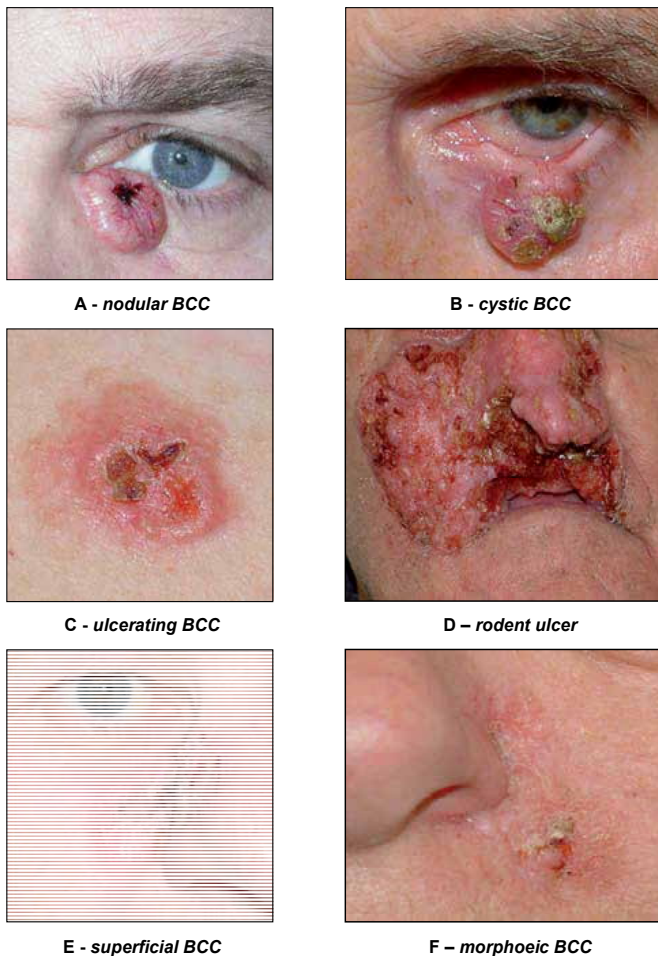 A - nodular BCC
B - cystic BCC
C - ulcerating BCC
D – rodent ulcer
E - superficial BCC
F – morphoeic BCC